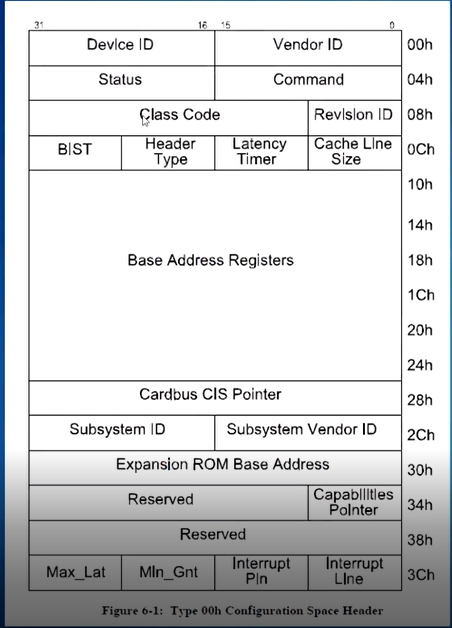 31 16 15 0
Device ID Vendor ID 00h
Status Command 04h
Class Code Revision ID 08h
BIST Header Type Latency Timer Cache Line Size 0Ch
10h
14h
Base Address Registers 18h
1Ch
20h
24h
Cardbus CIS Pointer 28h
Subsystem ID Subsystem Vendor ID 2Ch
Expansion ROM Base Address 30h
Reserved Capabilities Pointer 34h
Reserved 38h
Max_Lat Min_Gnt Interrupt Pin Interrupt Line 3Ch
Figure 6-1: Type 00h Configuration Space Header